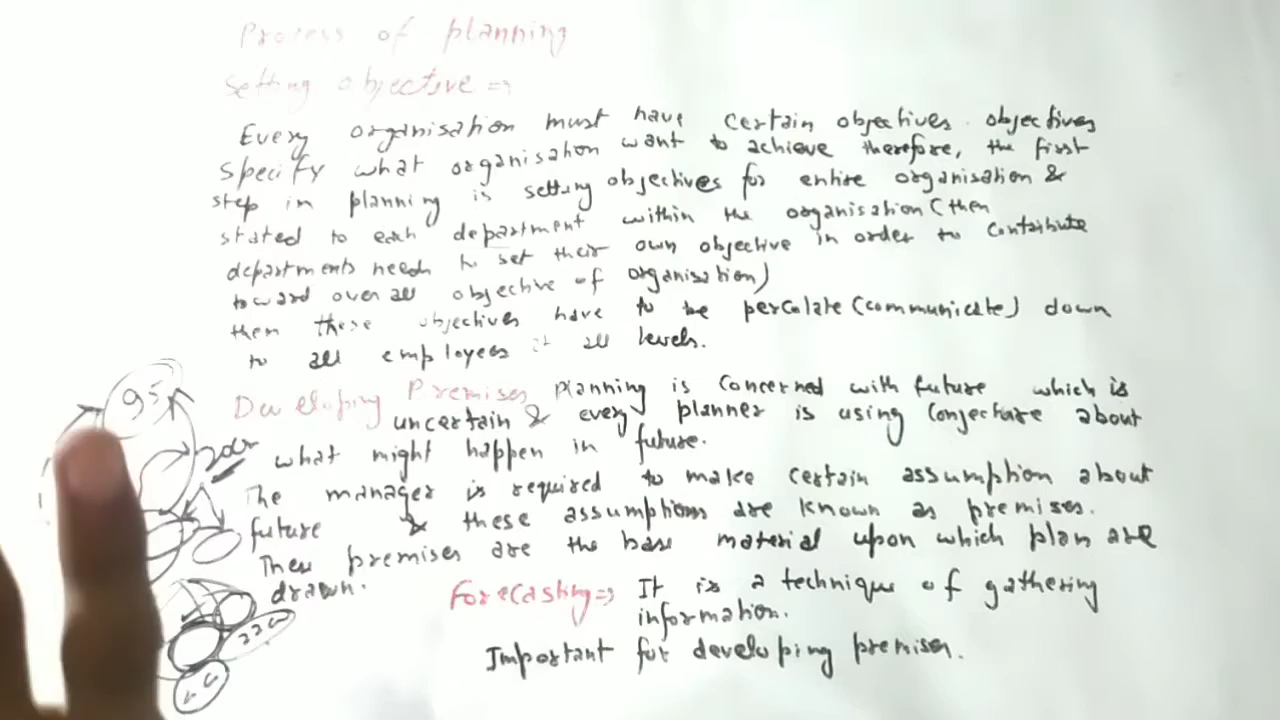 Process of planning
Setting objective =>
Every organisation must have certain objectives. objectives
specify what organisation want to achieve therefore, the first
step in planning is setting objectives for entire organisation &
stated to each department within the organisation (then
departments needs to set their own objective in order to contribute
toward over all objective of organisation)
then these objectives have to be percolate (communicate) down
to all employees at all levels.
Developing Premises planning is concerned with future which is
uncertain & every planner is using conjecture about
what might happen in future.
The manager is required to make certain assumption about
future & these assumptions are known as premises.
These premises are the base material upon which plan are
drawn.
Forecasting => It is a technique of gathering
information.
Important for developing premises.
95